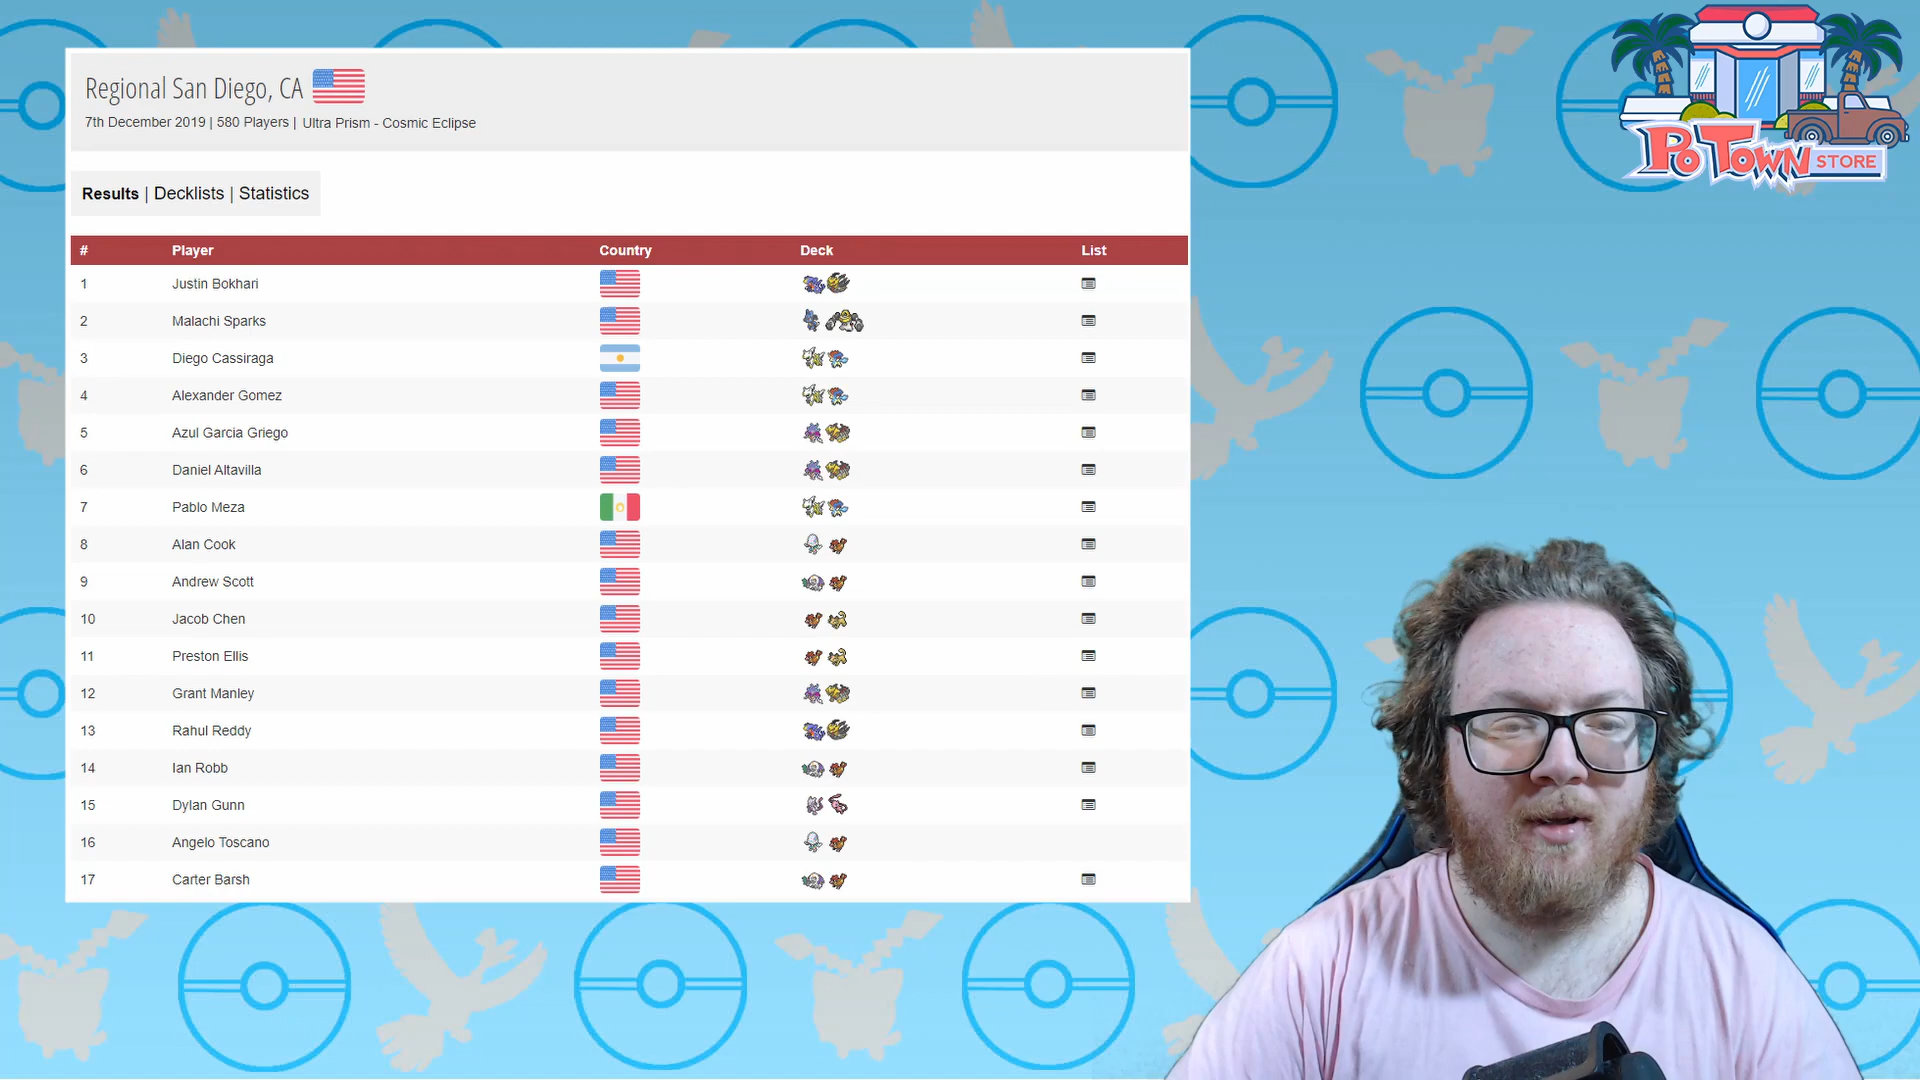 Regional San Diego, CA
7th December 2019 | 580 Players | Ultra Prism - Cosmic Eclipse
Results | Decklists | Statistics
# Player Country Deck List
1 Justin Bokhari
2 Malachi Sparks
3 Diego Cassiraga
4 Alexander Gomez
5 Azul Garcia Griego
6 Daniel Altavilla
7 Pablo Meza
8 Alan Cook
9 Andrew Scott
10 Jacob Chen
11 Preston Ellis
12 Grant Manley
13 Rahul Reddy
14 Ian Robb
15 Dylan Gunn
16 Angelo Toscano
17 Carter Barsh
PoTown STORE